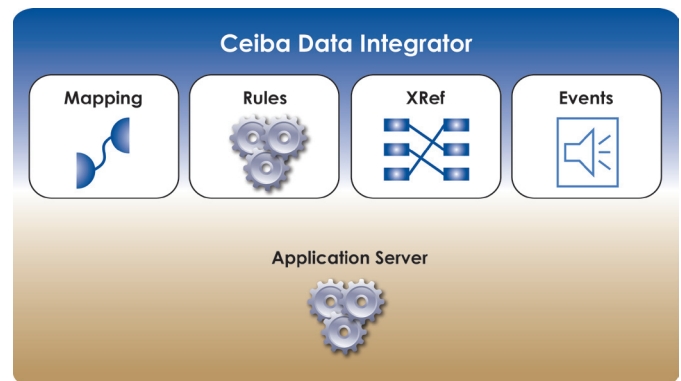 Ceiba Data Integrator
Mapping
Rules
XRef
Events
Application Server